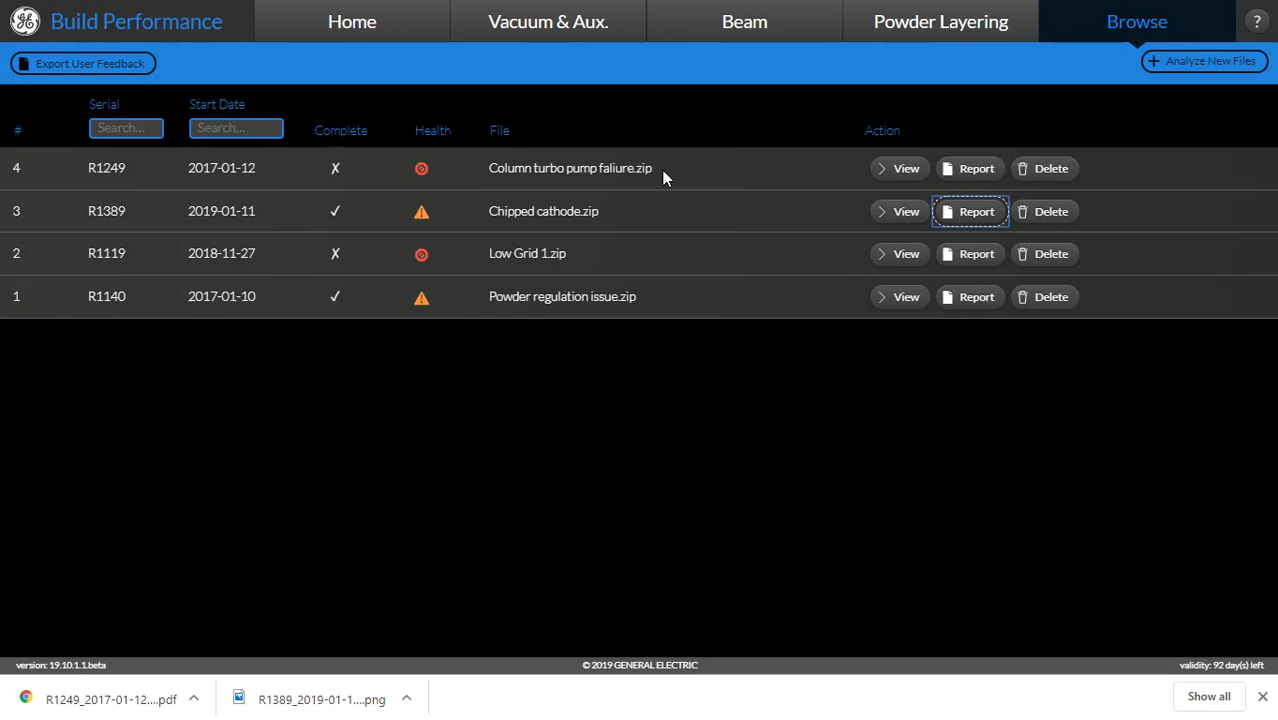 Build Performance
Home
Vacuum & Aux.
Beam
Powder Layering
Browse
?
Export User Feedback
+ Analyze New Files
Serial
Start Date
Search...
Search...
#
Complete
Health
File
Action
4 R1249 2017-01-12 ✗ Column turbo pump faliure.zip View Report Delete
3 R1389 2019-01-11 ✓ Chipped cathode.zip View Report Delete
2 R1119 2018-11-27 ✗ Low Grid 1.zip View Report Delete
1 R1140 2017-01-10 ✓ Powder regulation issue.zip View Report Delete
version: 19.10.1.1.beta
© 2019 GENERAL ELECTRIC
validity: 92 day(s) left
R1249_2017-01-12....pdf
R1389_2019-01-1....png
Show all